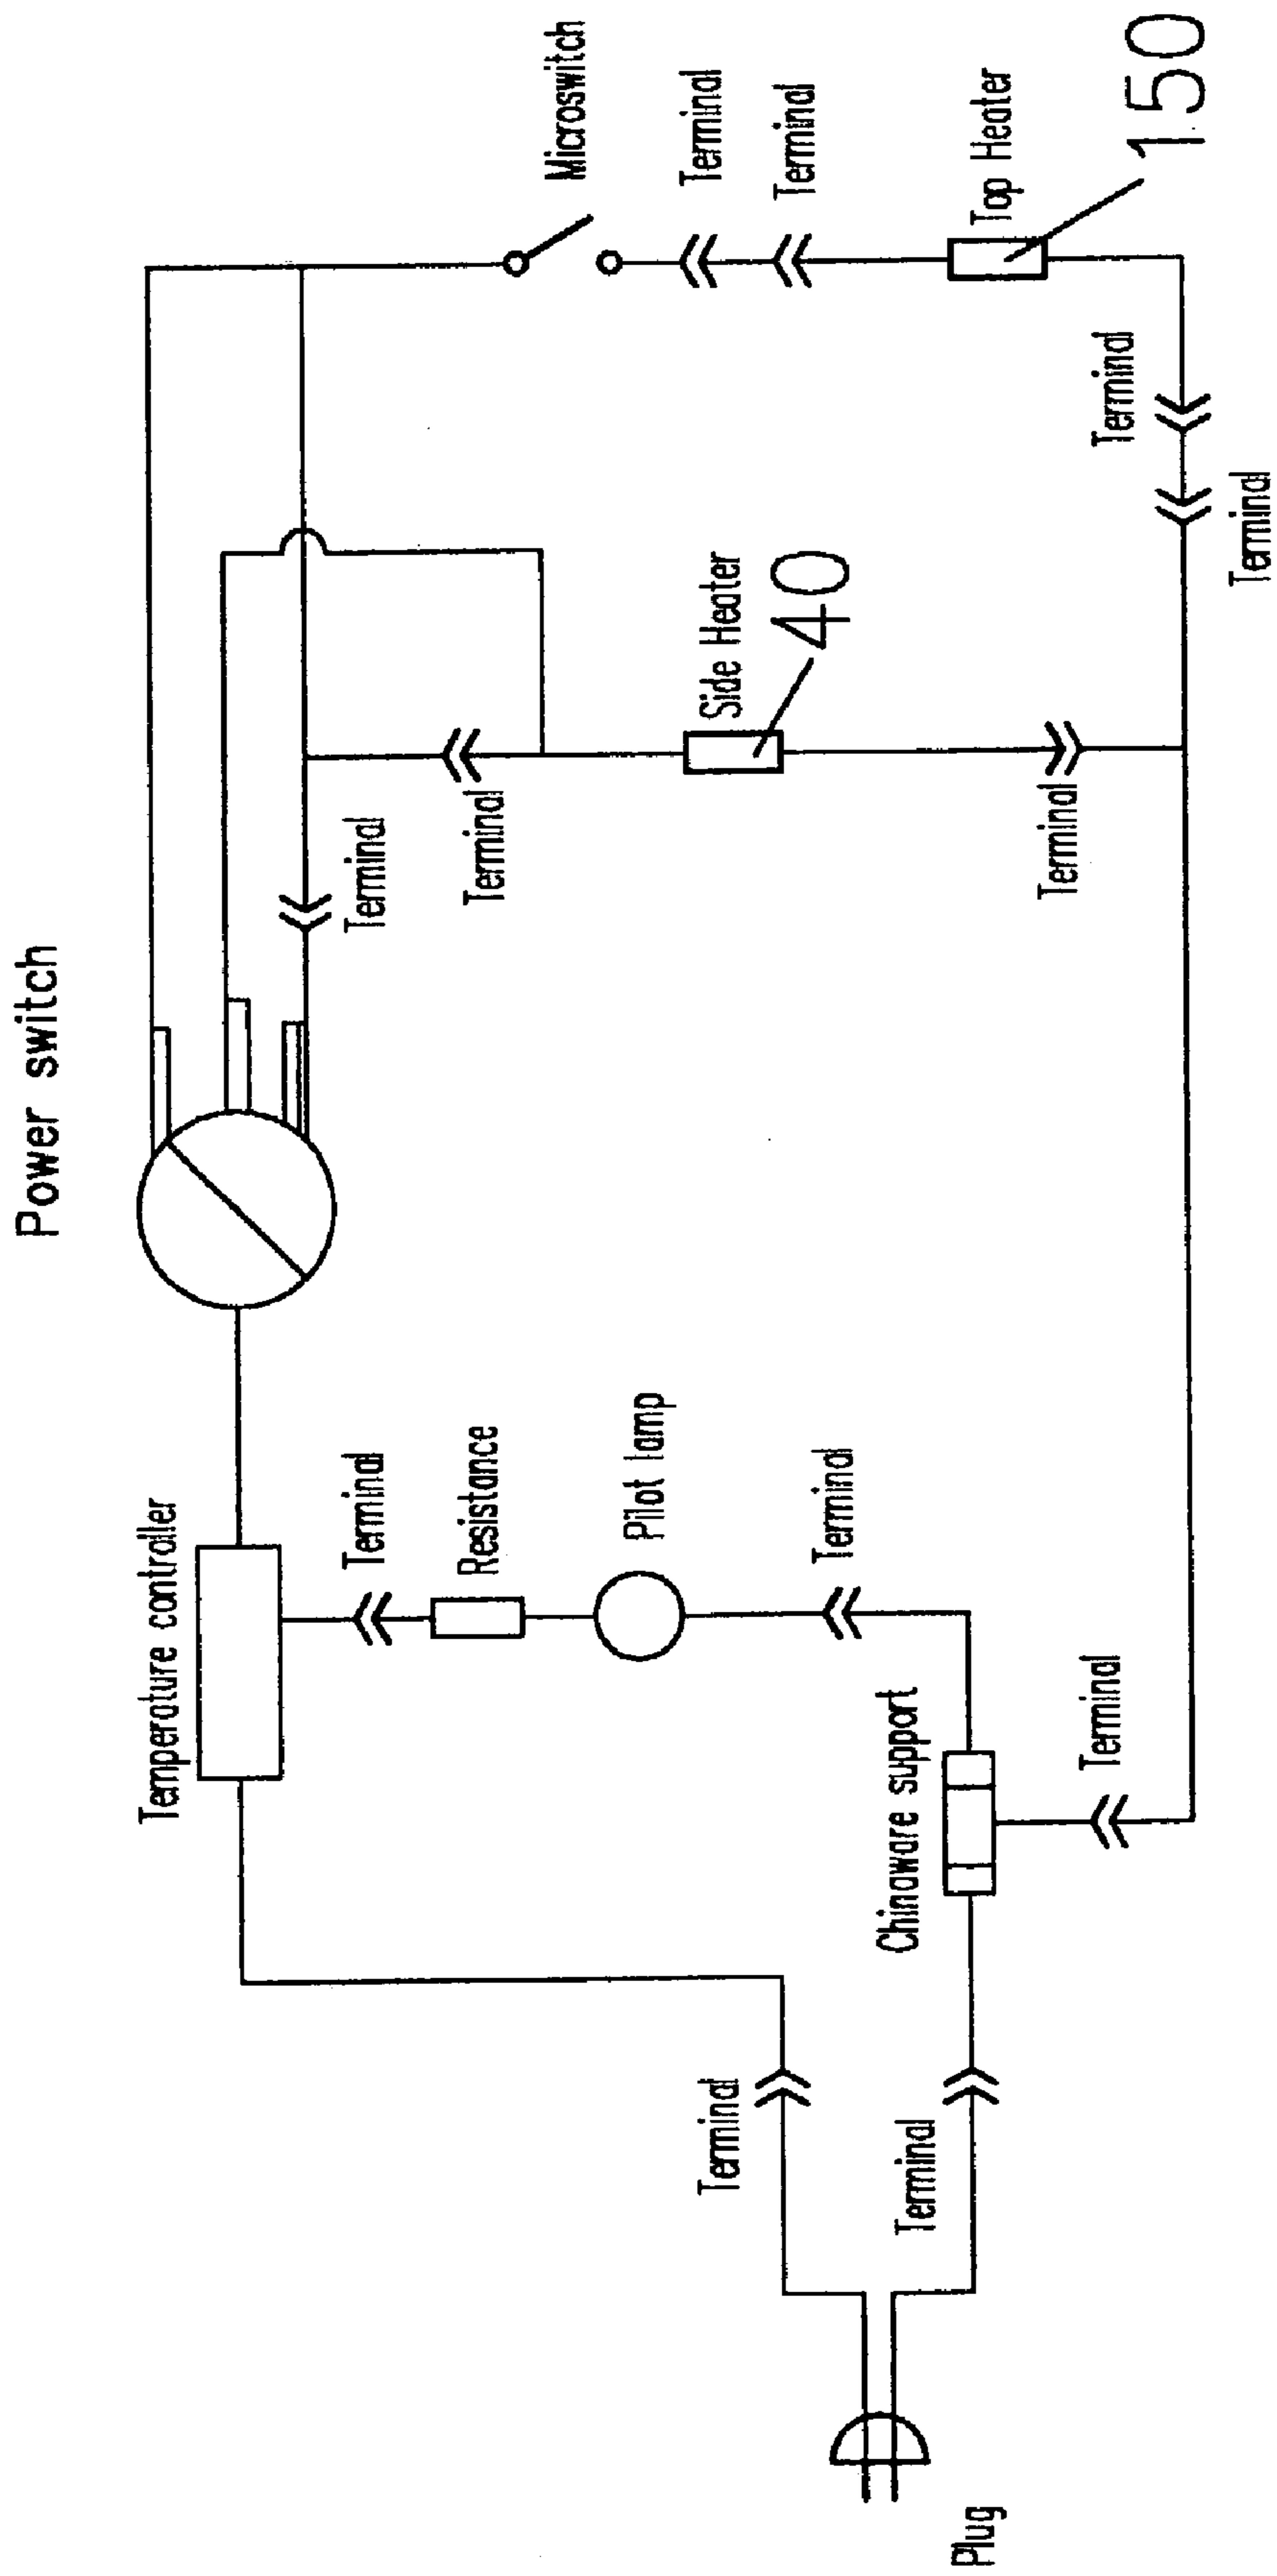 Power switch
Temperature controller
Terminal
Terminal
Resistance
Terminal
Microswitch
Pilot lamp
Terminal
Side Heater
Terminal
Terminal
40
Terminal
Terminal
Chinaware support
Plug
Top Heater
Terminal
Terminal
Terminal
150
Terminal